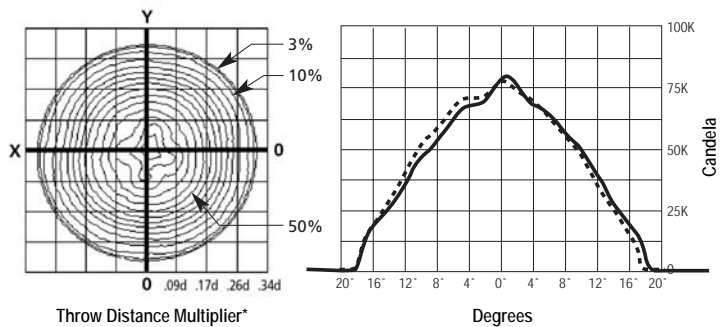 Y
3%
10%
X
0
50%
0 .09d .17d .26d .34d
Throw Distance Multiplier*
100K
75K
50K
25K
0
Candela
20˚ 16˚ 12˚ 8˚ 4˚ 0˚ 4˚ 8˚ 12˚ 16˚ 20˚
Degrees